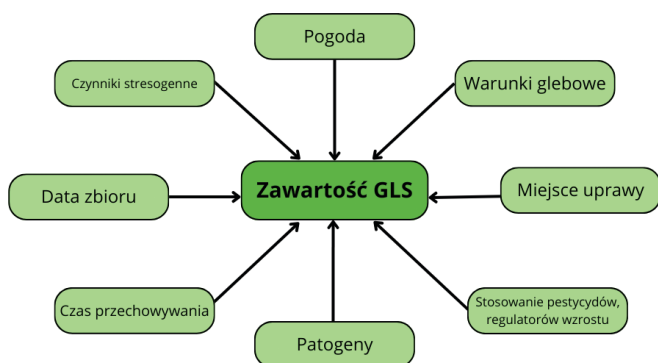 Pogoda
Czynniki stresogenne
Warunki glebowe
Zawartość GLS
Data zbioru
Miejsce uprawy
Czas przechowywania
Stosowanie pestycydów,
regulatorów wzrostu
Patogeny